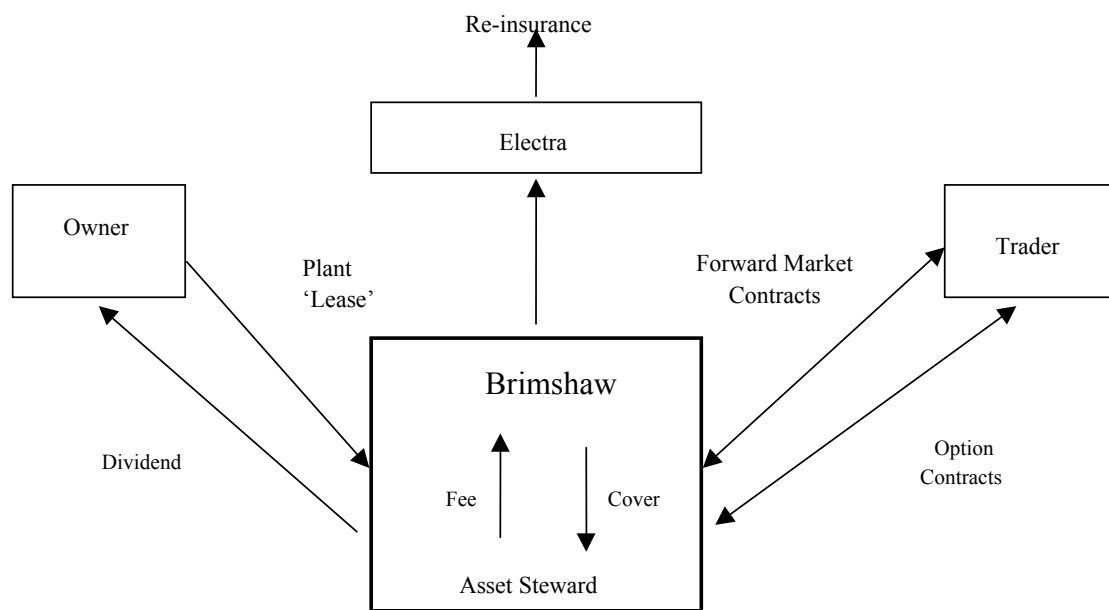 Re-insurance
Electra
Owner
Trader
Plant
‘Lease’
Forward Market
Contracts
Brimshaw
Dividend
Option
Contracts
Fee
Cover
Asset Steward